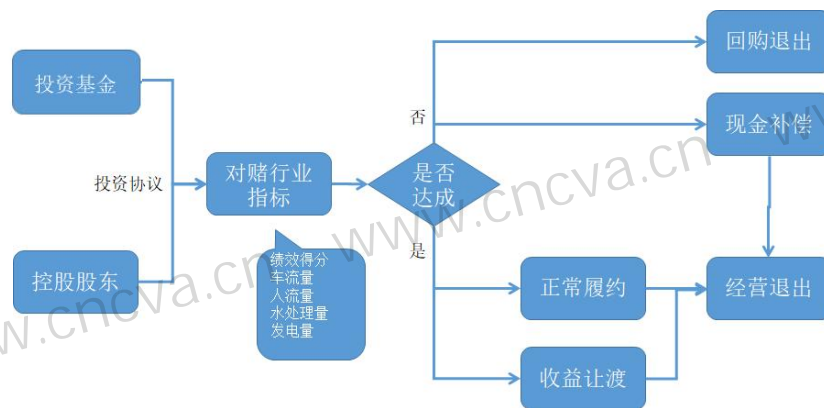 回购退出
投资基金
否
现金补偿
投资协议
对赌行业
指标
是否
达成
是
控股股东
绩效得分
车流量
人流量
水处理量
发电量
正常履约
经营退出
收益让渡
www.cncva.cn
www.cncva.cn
www